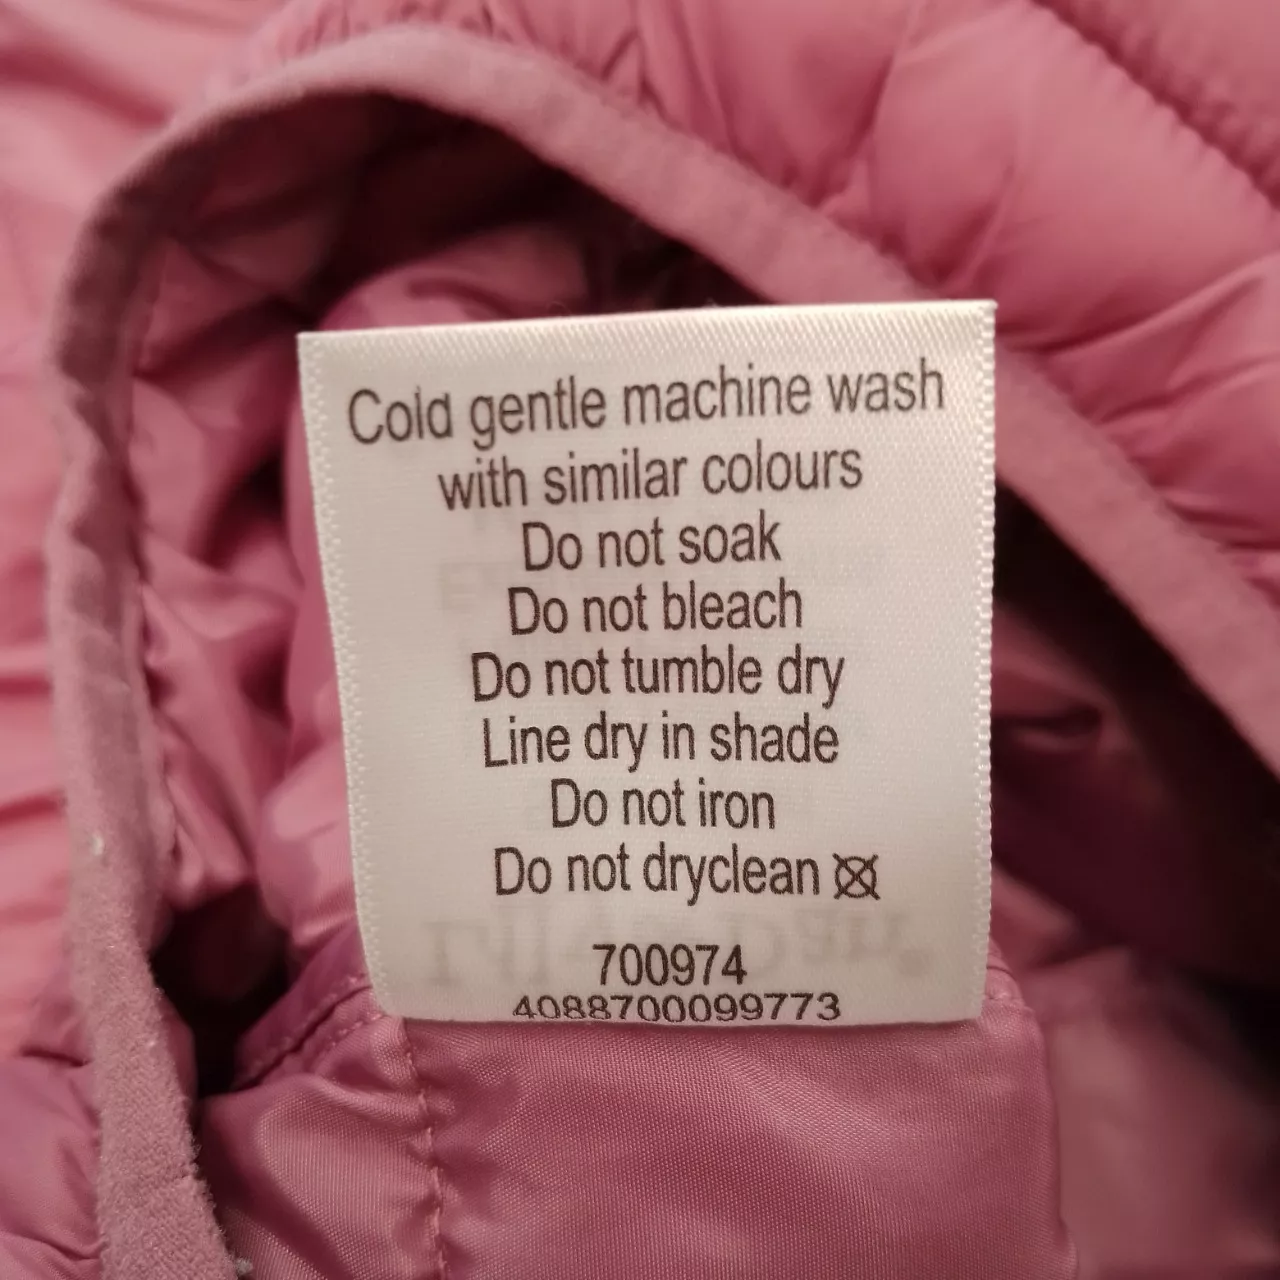 Cold gentle machine wash
with similar colours
Do not soak
Do not bleach
Do not tumble dry
Line dry in shade
Do not iron
Do not dryclean
700974
4088700099773